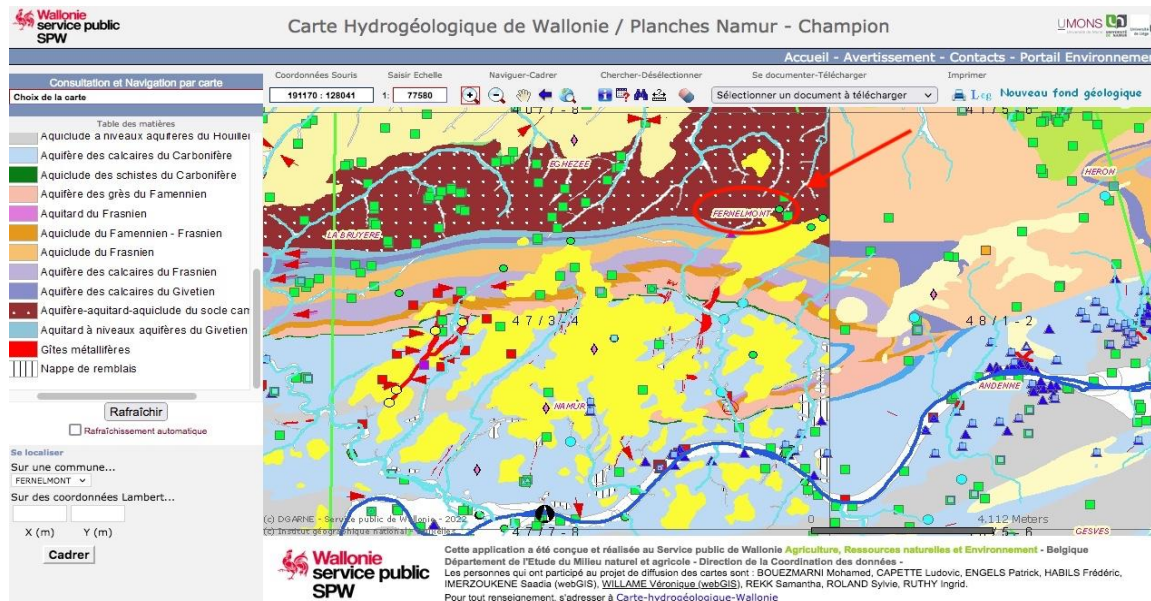 Wallonie
service public
SPW
Carte Hydrogéologique de Wallonie / Planches Namur - Champion
UMONS
Accueil - Avertissement - Contacts - Portail Environneme
Consultation et Navigation par carte
Choix de la carte
Coordonnées Souris
Saisir Echelle
Naviguer-Cadrer
Chercher-Désélectionner
Se documenter-Télécharger
Imprimer
191170 : 128041
1: 77580
Sélectionner un document à télécharger
Leg
Nouveau fond géologique
Table des matières
Aquiclude à niveaux aquifères du Houiller
Aquifère des calcaires du Carbonifère
Aquiclude des schistes du Carbonifère
Aquifère des grès du Famennien
Aquitard du Frasnien
Aquiclude du Famennien - Frasnien
Aquiclude du Frasnien
Aquifère des calcaires du Frasnien
Aquifère des calcaires du Givetien
Aquifère-aquitard-aquiclude du socle cam
Aquitard à niveaux aquifères du Givetien
Gîtes métallifères
Nappe de remblais
Rafraîchir
Rafraîchissement automatique
Se localiser
Sur une commune...
FERNELMONT
Sur des coordonnées Lambert...
X (m) Y (m)
Cadrer
EGHEZEE
HERON
FERNELMONT
LA BRUYERE
47/3-4
48/1-2
ANDENNE
NAMUR
(c) DGARNE - Service public de Wallonie - 2022
0 4.112 Meters
47/7-8
GESVES
Wallonie
service public
SPW
Cette application a été conçue et réalisée au Service public de Wallonie Agriculture, Ressources naturelles et Environnement - Belgique
Département de l'Etude du Milieu naturel et agricole - Direction de la Coordination des données -
Les personnes qui ont participé au projet de diffusion des cartes sont : BOUEZMARNI Mohamed, CAPETTE Ludovic, ENGELS Patrick, HABILS Frédéric,
IMERZOUKENE Saadia (webGIS), WILLAME Véronique (webGIS), REKK Samantha, ROLAND Sylvie, RUTHY Ingrid.
Pour tout renseignement, s'adresser à Carte-hydrogéologique-Wallonie